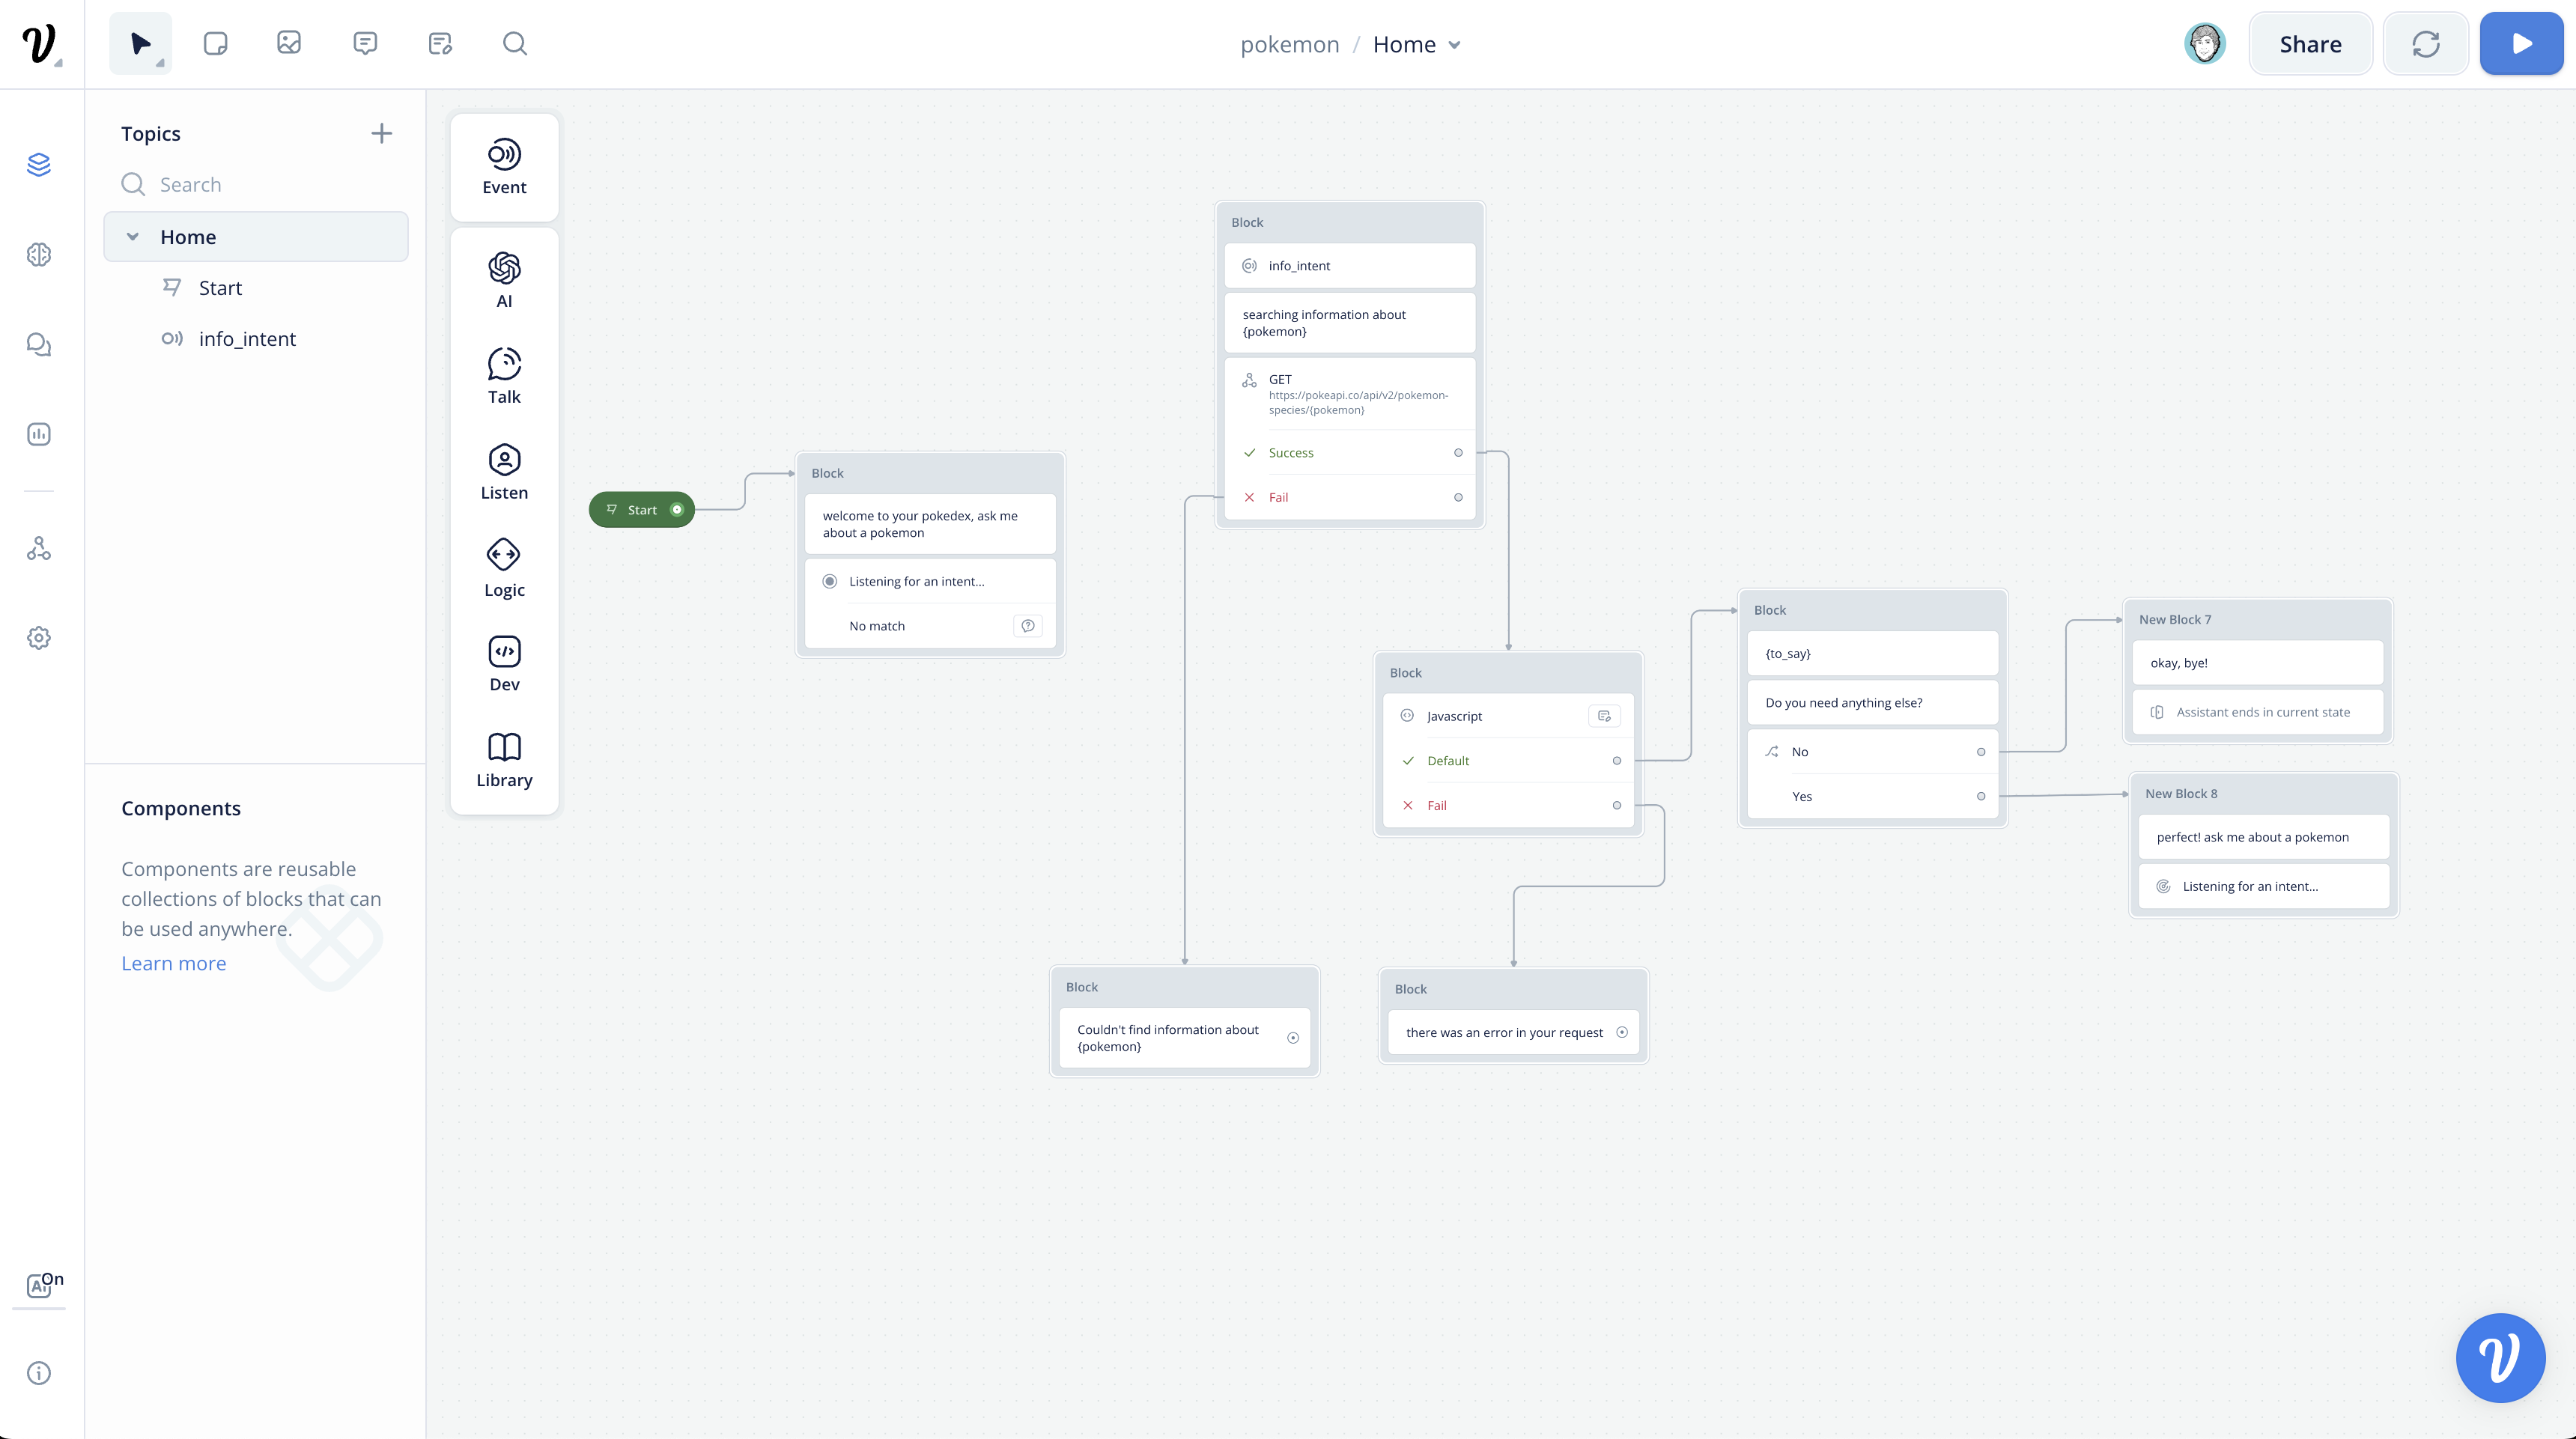 pokemon / Home
Share
Topics
Search
Home
Start
info_intent
Components
Components are reusable
collections of blocks that can
be used anywhere.
Learn more
On
AI
Event
AI
Talk
Listen
Logic
Dev
Library
Start
Block
welcome to your pokedex, ask me
about a pokemon
Listening for an intent...
No match
Block
info_intent
searching information about
{pokemon}
GET
https://pokeapi.co/api/v2/pokemon-
species/{pokemon}
Success
Fail
Block
Javascript
Default
Fail
Block
{to_say}
Do you need anything else?
No
Yes
New Block 7
okay, bye!
Assistant ends in current state
New Block 8
perfect! ask me about a pokemon
Listening for an intent...
Block
Couldn't find information about
{pokemon}
Block
there was an error in your request